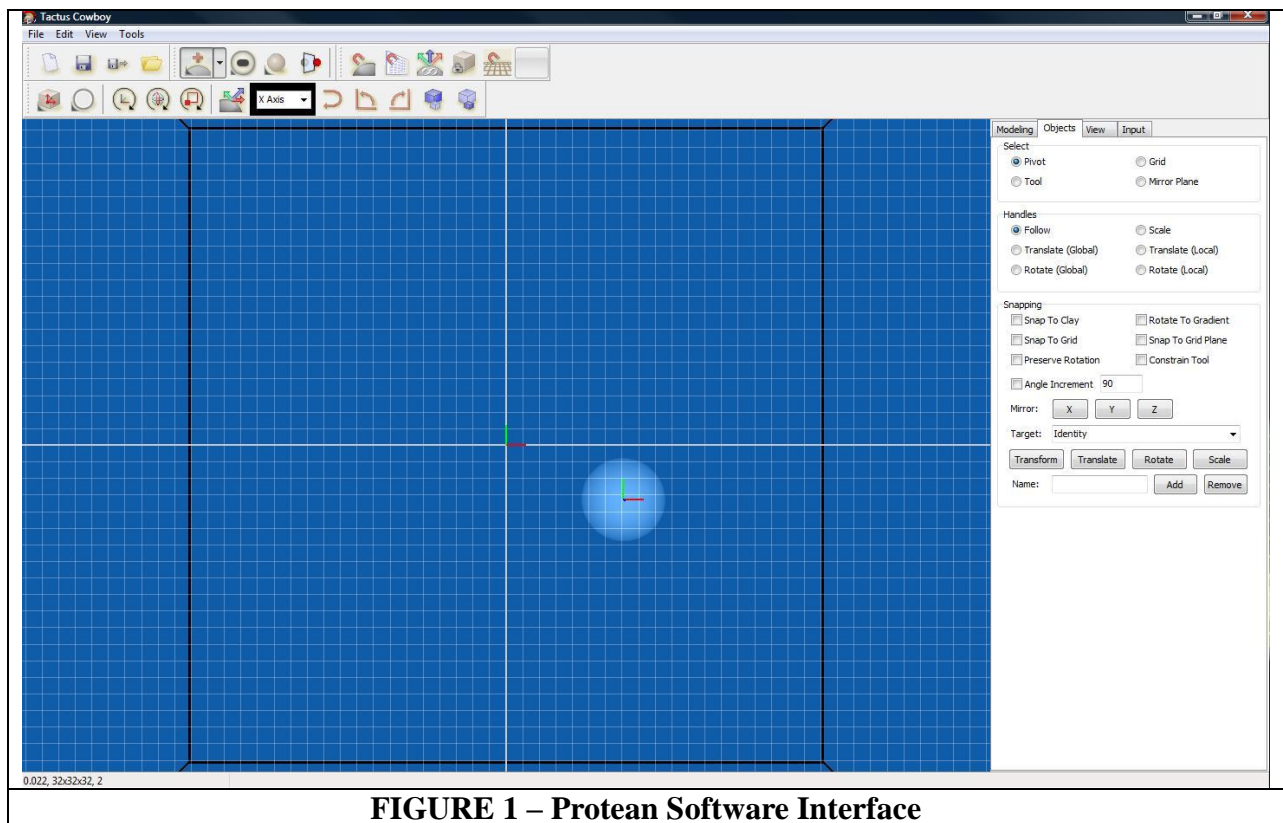 Tactus Cowboy
File Edit View Tools
X Axis
Modeling Objects View Input
Select
Pivot Grid
Tool Mirror Plane
Handles
Follow Scale
Translate (Global) Translate (Local)
Rotate (Global) Rotate (Local)
Snapping
Snap To Clay Rotate To Gradient
Snap To Grid Snap To Grid Plane
Preserve Rotation Constrain Tool
Angle Increment 90
Mirror: X Y Z
Target: Identity
Transform Translate Rotate Scale
Name: Add Remove
0.022, 32x32x32, 2
FIGURE 1 – Protean Software Interface